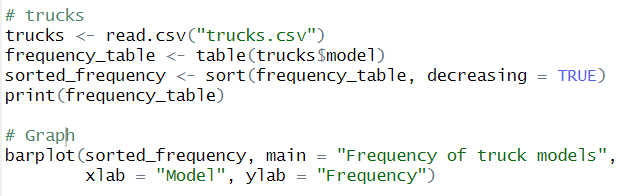 # trucks
trucks <- read.csv("trucks.csv")
frequency_table <- table(trucks$model)
sorted_frequency <- sort(frequency_table, decreasing = TRUE)
print(frequency_table)
# Graph
barplot(sorted_frequency, main = "Frequency of truck models",
xlab = "Model", ylab = "Frequency")